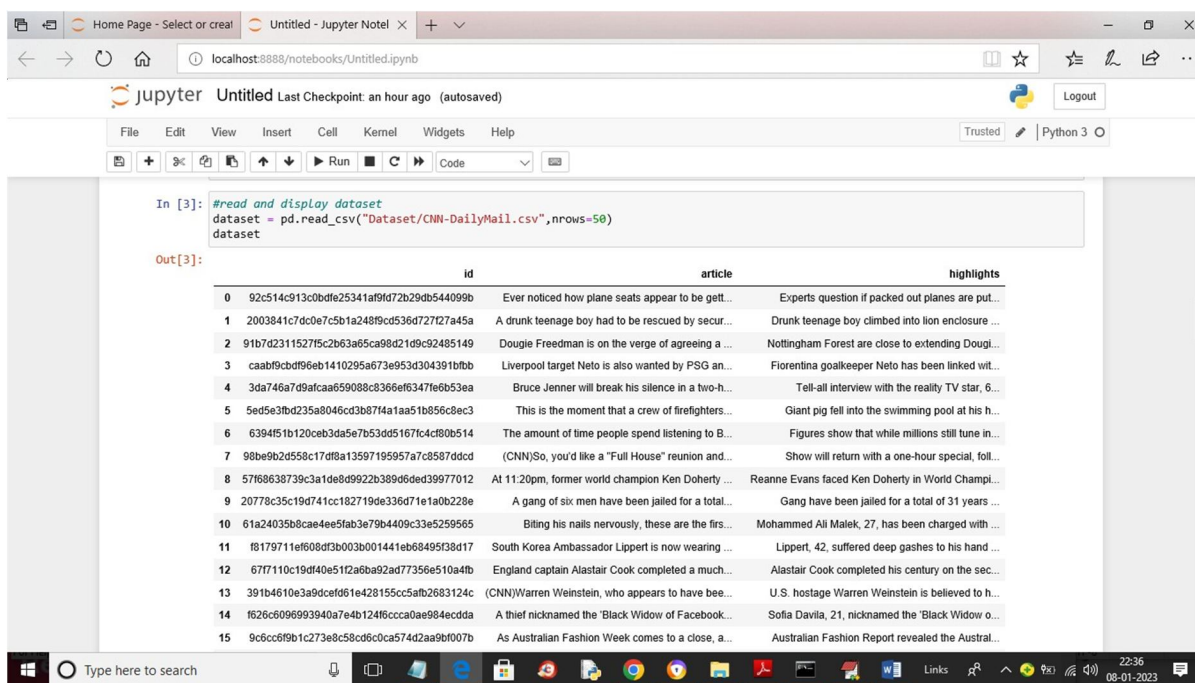 Home Page - Select or creat
Untitled - Jupyter Notel
localhost:8888/notebooks/Untitled.ipynb
jupyter Untitled Last Checkpoint: an hour ago (autosaved)
Logout
File Edit View Insert Cell Kernel Widgets Help
Trusted
Python 3
Run
Code
In [3]: #read and display dataset
dataset = pd.read_csv("Dataset/CNN-DailyMail.csv",nrows=50)
dataset
Out[3]:
id article highlights
0 92c514c913c0bdfe25341af9fd72b29db544099b Ever noticed how plane seats appear to be gett... Experts question if packed out planes are put...
1 2003841c7dc0e7c5b1a248f9cd536d727f27a45a A drunk teenage boy had to be rescued by secur... Drunk teenage boy climbed into lion enclosure ...
2 91b7d2311527f5c2b63a65ca98d21d9c92485149 Dougie Freedman is on the verge of agreeing a ... Nottingham Forest are close to extending Dougi...
3 caabf9cbdf96eb1410295a673e953d304391bfbb Liverpool target Neto is also wanted by PSG an... Fiorentina goalkeeper Neto has been linked wit...
4 3da746a7d9afcaa659088c8366ef6347fe6b53ea Bruce Jenner will break his silence in a two-h... Tell-all interview with the reality TV star, 6...
5 5ed5e3fbd235a8046cd3b87f4a1aa51b856c8ec3 This is the moment that a crew of firefighters... Giant pig fell into the swimming pool at his h...
6 6394f51b120ceb3da5e7b53dd5167fc4cf80b514 The amount of time people spend listening to B... Figures show that while millions still tune in...
7 98be9b2d558c17df8a13597195957a7c8587ddcd (CNN)So, you'd like a "Full House" reunion and... Show will return with a one-hour special, foll...
8 57f68638739c3a1de8d9922b389d6ded39977012 At 11:20pm, former world champion Ken Doherty ... Reanne Evans faced Ken Doherty in World Champi...
9 20778c35c19d741cc182719de336d71e1a0b228e A gang of six men have been jailed for a total... Gang have been jailed for a total of 31 years ...
10 61a24035b8cae4ee5fab3e79b4409c33e5259565 Biting his nails nervously, these are the firs... Mohammed Ali Malek, 27, has been charged with ...
11 f8179711ef608df3b003b001441eb68495f38d17 South Korea Ambassador Lippert is now wearing ... Lippert, 42, suffered deep gashes to his hand ...
12 67f7110c19df40e51f2a6ba92ad77356e510a4fb England captain Alastair Cook completed a much... Alastair Cook completed his century on the sec...
13 391b4610e3a9dcefd61e428155cc5afb2683124c (CNN)Warren Weinstein, who appears to have bee... U.S. hostage Warren Weinstein is believed to h...
14 f626c6096993940a7e4b124f6ccca0ae984ecdda A thief nicknamed the 'Black Widow of Facebook... Sofia Davila, 21, nicknamed the 'Black Widow o...
15 9c6cc6f9b1c273e8c58cd6c0ca574d2aa9bf007b As Australian Fashion Week comes to a close, a... Australian Fashion Report revealed the Austral...
Type here to search
Links
22:36
08-01-2023